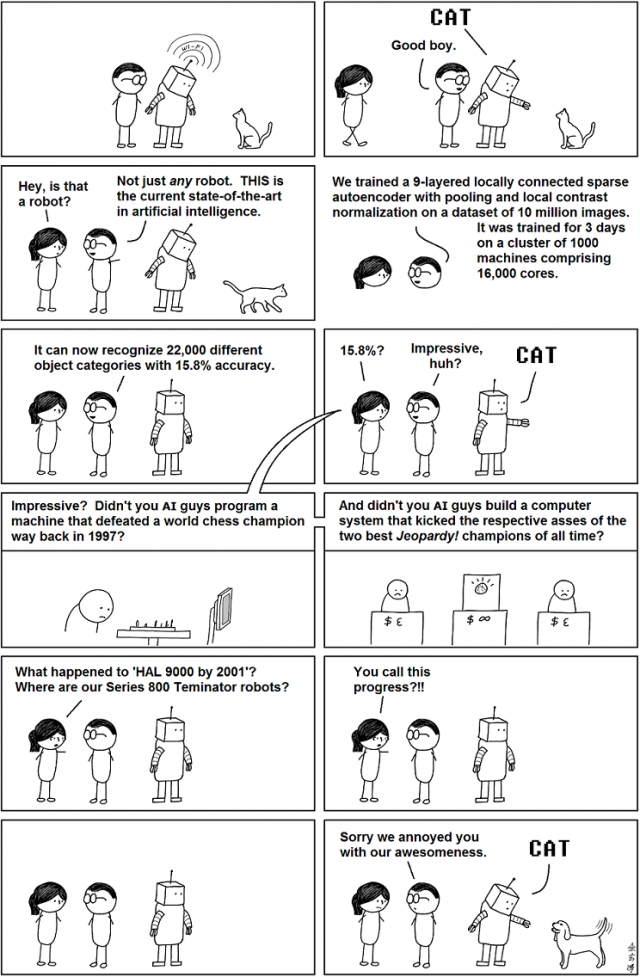 WI-FI
CAT
Good boy.
Hey, is that
a robot?
Not just any robot.  THIS is
the current state-of-the-art
in artificial intelligence.
We trained a 9-layered locally connected sparse
autoencoder with pooling and local contrast
normalization on a dataset of 10 million images.
It was trained for 3 days
on a cluster of 1000
machines comprising
16,000 cores.
It can now recognize 22,000 different
object categories with 15.8% accuracy.
15.8%?
Impressive,
huh?
CAT
Impressive?  Didn't you AI guys program a
machine that defeated a world chess champion
way back in 1997?
And didn't you AI guys build a computer
system that kicked the respective asses of the
two best Jeopardy! champions of all time?
$ ε
$ ∞
$ ε
What happened to 'HAL 9000 by 2001'?
Where are our Series 800 Teminator robots?
You call this
progress?!!
Sorry we annoyed you
with our awesomeness.
CAT